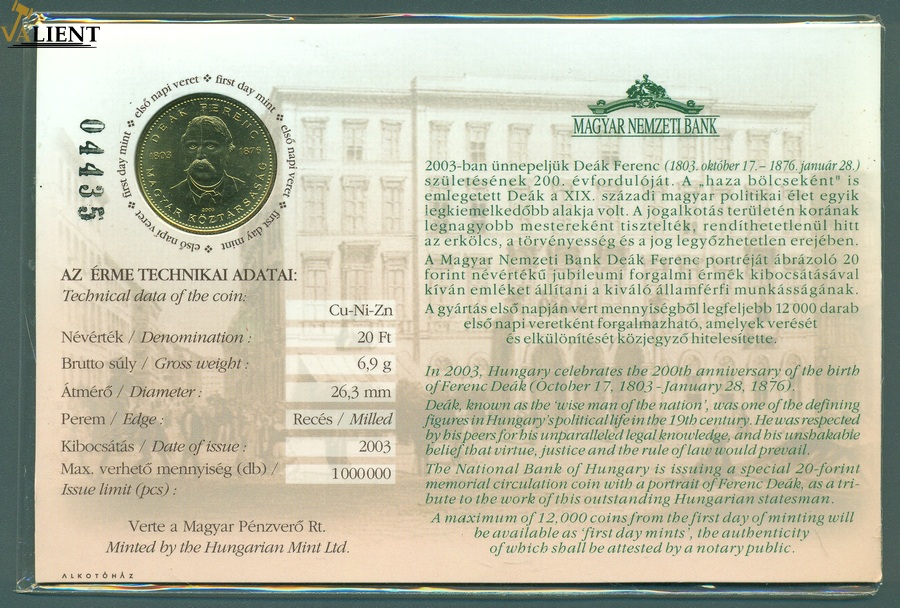 VALIENT
első napi veret ❖ first day mint ❖ első napi veret ❖ first day mint ❖ első napi veret ❖ first day mint ❖
DEÁK FERENC
1803 1876
MAGYAR KÖZTÁRSASÁG
2003
04435
AZ ÉRME TECHNIKAI ADATAI:
Technical data of the coin:
Cu-Ni-Zn
Névérték / Denomination : 20 Ft
Brutto súly / Gross weight : 6,9 g
Átmérő / Diameter : 26,3 mm
Perem / Edge : Recés / Milled
Kibocsátás / Date of issue : 2003
Max. verhető mennyiség (db) /
Issue limit (pcs) : 1000000
Verte a Magyar Pénzverő Rt.
Minted by the Hungarian Mint Ltd.
ALKOTÓHÁZ
MAGYAR NEMZETI BANK
2003-ban ünnepeljük Deák Ferenc (1803. október 17. – 1876. január 28.)
születésének 200. évfordulóját. A „haza bölcseként" is
emlegetett Deák a XIX. századi magyar politikai élet egyik
legkiemelkedőbb alakja volt. A jogalkotás területén korának
legnagyobb mestereként tisztelték, rendíthetetlenül hitt
az erkölcs, a törvényesség és a jog legyőzhetetlen erejében.
A Magyar Nemzeti Bank Deák Ferenc portréját ábrázoló 20
forint névértékű jubileumi forgalmi érmék kibocsátásával
kíván emléket állítani a kiváló államférfi munkásságának.
A gyártás első napján vert mennyiségből legfeljebb 12 000 darab
első napi veretként forgalmazható, amelyek verését
és elkülönítését közjegyző hitelesítette.
In 2003, Hungary celebrates the 200th anniversary of the birth
of Ferenc Deák (October 17, 1803 - January 28, 1876).
Deák, known as the 'wise man of the nation', was one of the defining
figures in Hungary's political life in the 19th century. He was respected
by his peers for his unparalleled legal knowledge, and his unshakable
belief that virtue, justice and the rule of law would prevail.
The National Bank of Hungary is issuing a special 20-forint
memorial circulation coin with a portrait of Ferenc Deák, as a tri-
bute to the work of this outstanding Hungarian statesman.
A maximum of 12,000 coins from the first day of minting will
be available as 'first day mints', the authenticity
of which shall be attested by a notary public.